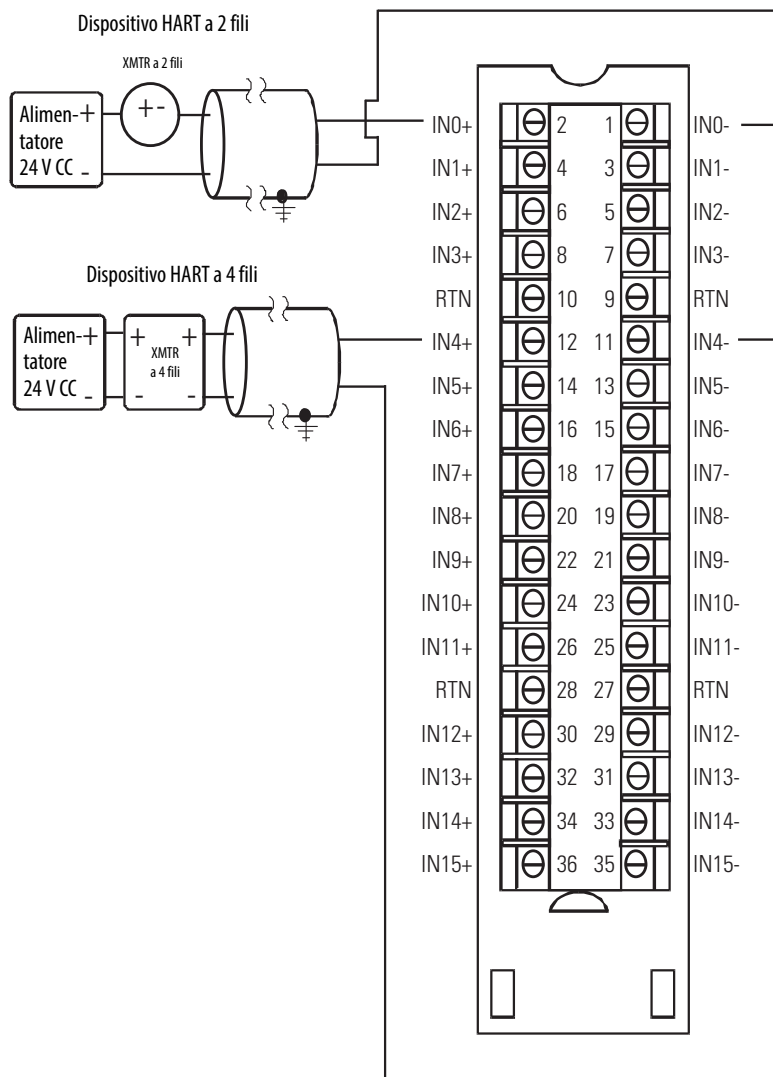 Dispositivo HART a 2 fili
XMTR a 2 fili
+ -
Alimen- +
tatore
24 V CC -
Dispositivo HART a 4 fili
Alimen- +
tatore
24 V CC -
+ +
XMTR
a 4 fili
- -
IN0+ 2 1 IN0-
IN1+ 4 3 IN1-
IN2+ 6 5 IN2-
IN3+ 8 7 IN3-
RTN 10 9 RTN
IN4+ 12 11 IN4-
IN5+ 14 13 IN5-
IN6+ 16 15 IN6-
IN7+ 18 17 IN7-
IN8+ 20 19 IN8-
IN9+ 22 21 IN9-
IN10+ 24 23 IN10-
IN11+ 26 25 IN11-
RTN 28 27 RTN
IN12+ 30 29 IN12-
IN13+ 32 31 IN13-
IN14+ 34 33 IN14-
IN15+ 36 35 IN15-